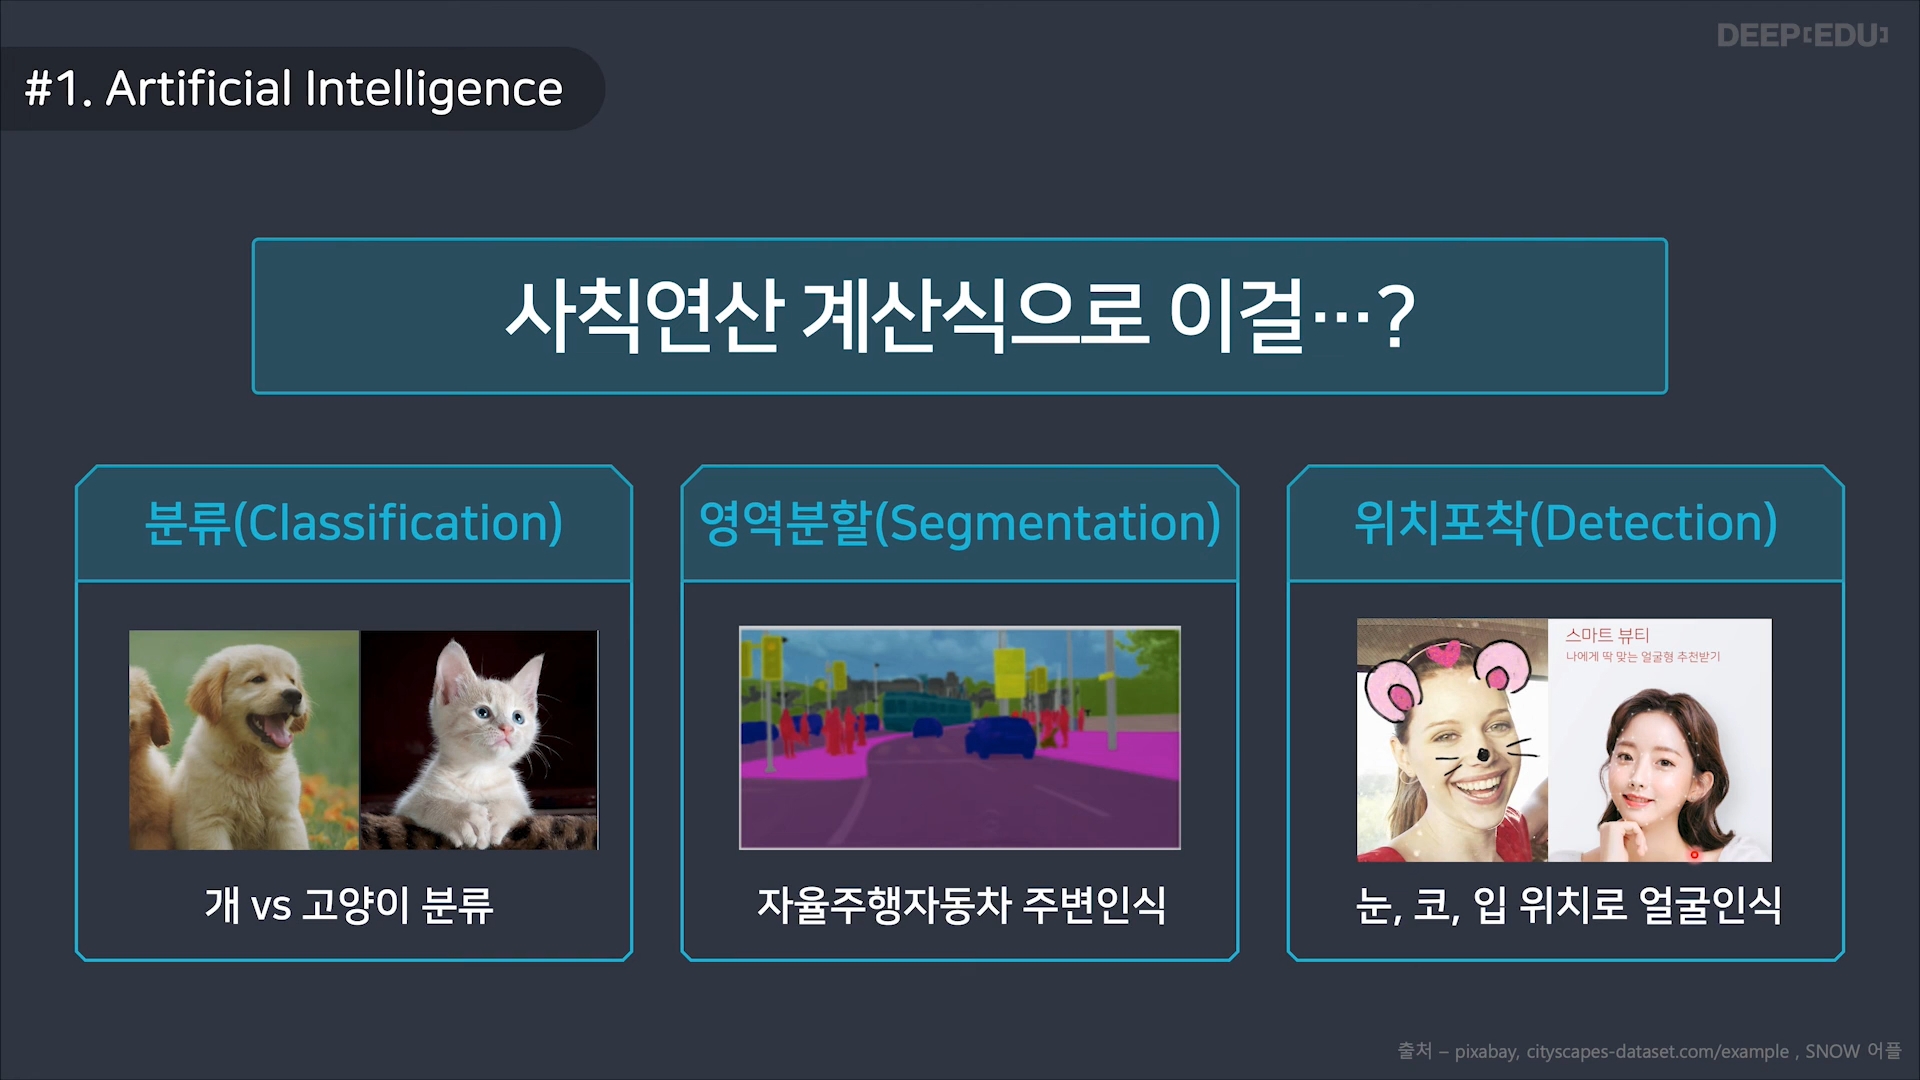 DEEP[EDU]
#1. Artificial Intelligence
사칙연산 계산식으로 이걸…?
분류(Classification)
개 vs 고양이 분류
영역분할(Segmentation)
자율주행자동차 주변인식
위치포착(Detection)
스마트 뷰티
나에게 딱 맞는 얼굴형 추천받기
눈, 코, 입 위치로 얼굴인식
출처 – pixabay, cityscapes-dataset.com/example , SNOW 어플